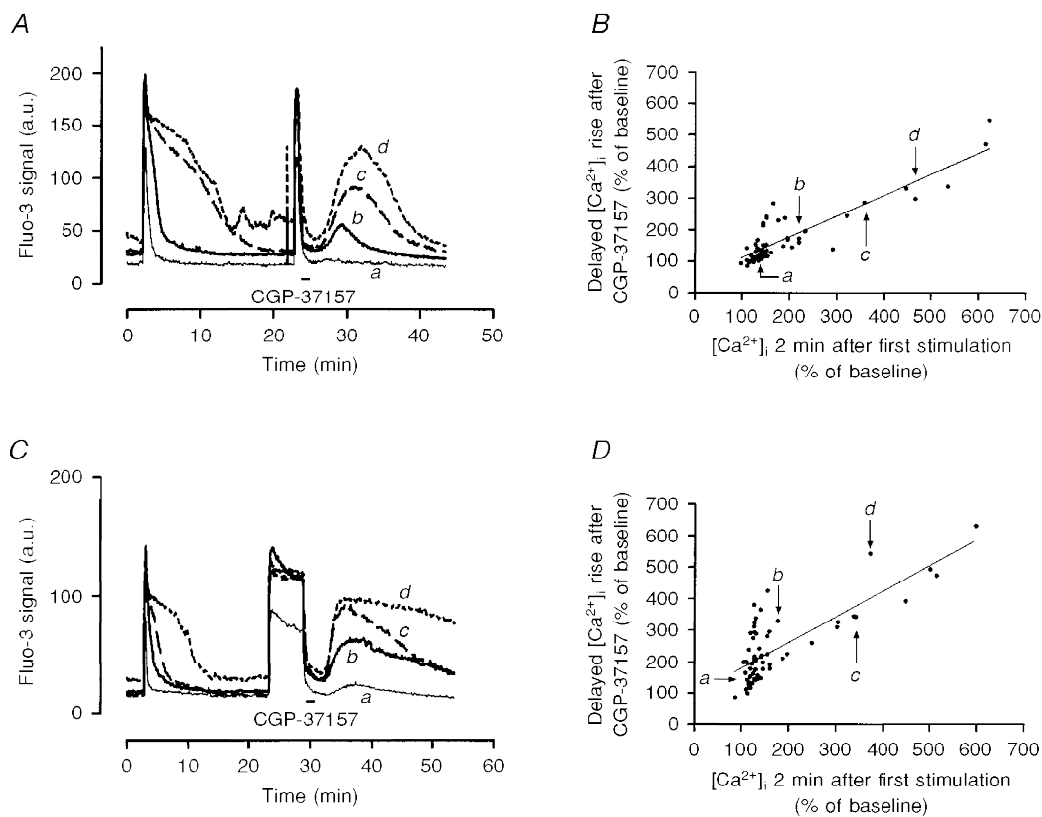 A
Fluo-3 signal (a.u.)
200
150
100
50
0
d
c
b
a
CGP-37157
0 10 20 30 40 50
Time (min)
B
Delayed [Ca²⁺]ᵢ rise after
CGP-37157 (% of baseline)
700
600
500
400
300
200
100
0
d
b
c
a
0 100 200 300 400 500 600 700
[Ca²⁺]ᵢ 2 min after first stimulation
(% of baseline)
C
Fluo-3 signal (a.u.)
200
100
0
d
c
b
a
CGP-37157
0 10 20 30 40 50 60
Time (min)
D
Delayed [Ca²⁺]ᵢ rise after
CGP-37157 (% of baseline)
700
600
500
400
300
200
100
0
d
b
a
c
0 100 200 300 400 500 600 700
[Ca²⁺]ᵢ 2 min after first stimulation
(% of baseline)